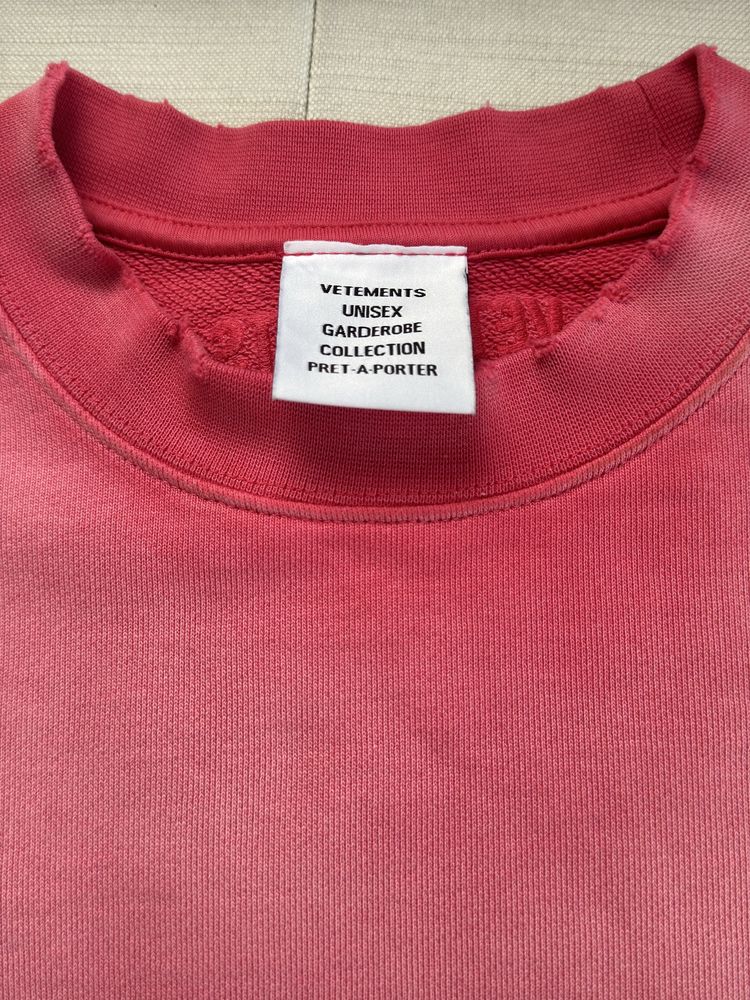 VETEMENTS
UNISEX
GARDEROBE
COLLECTION
PRET-A-PORTER